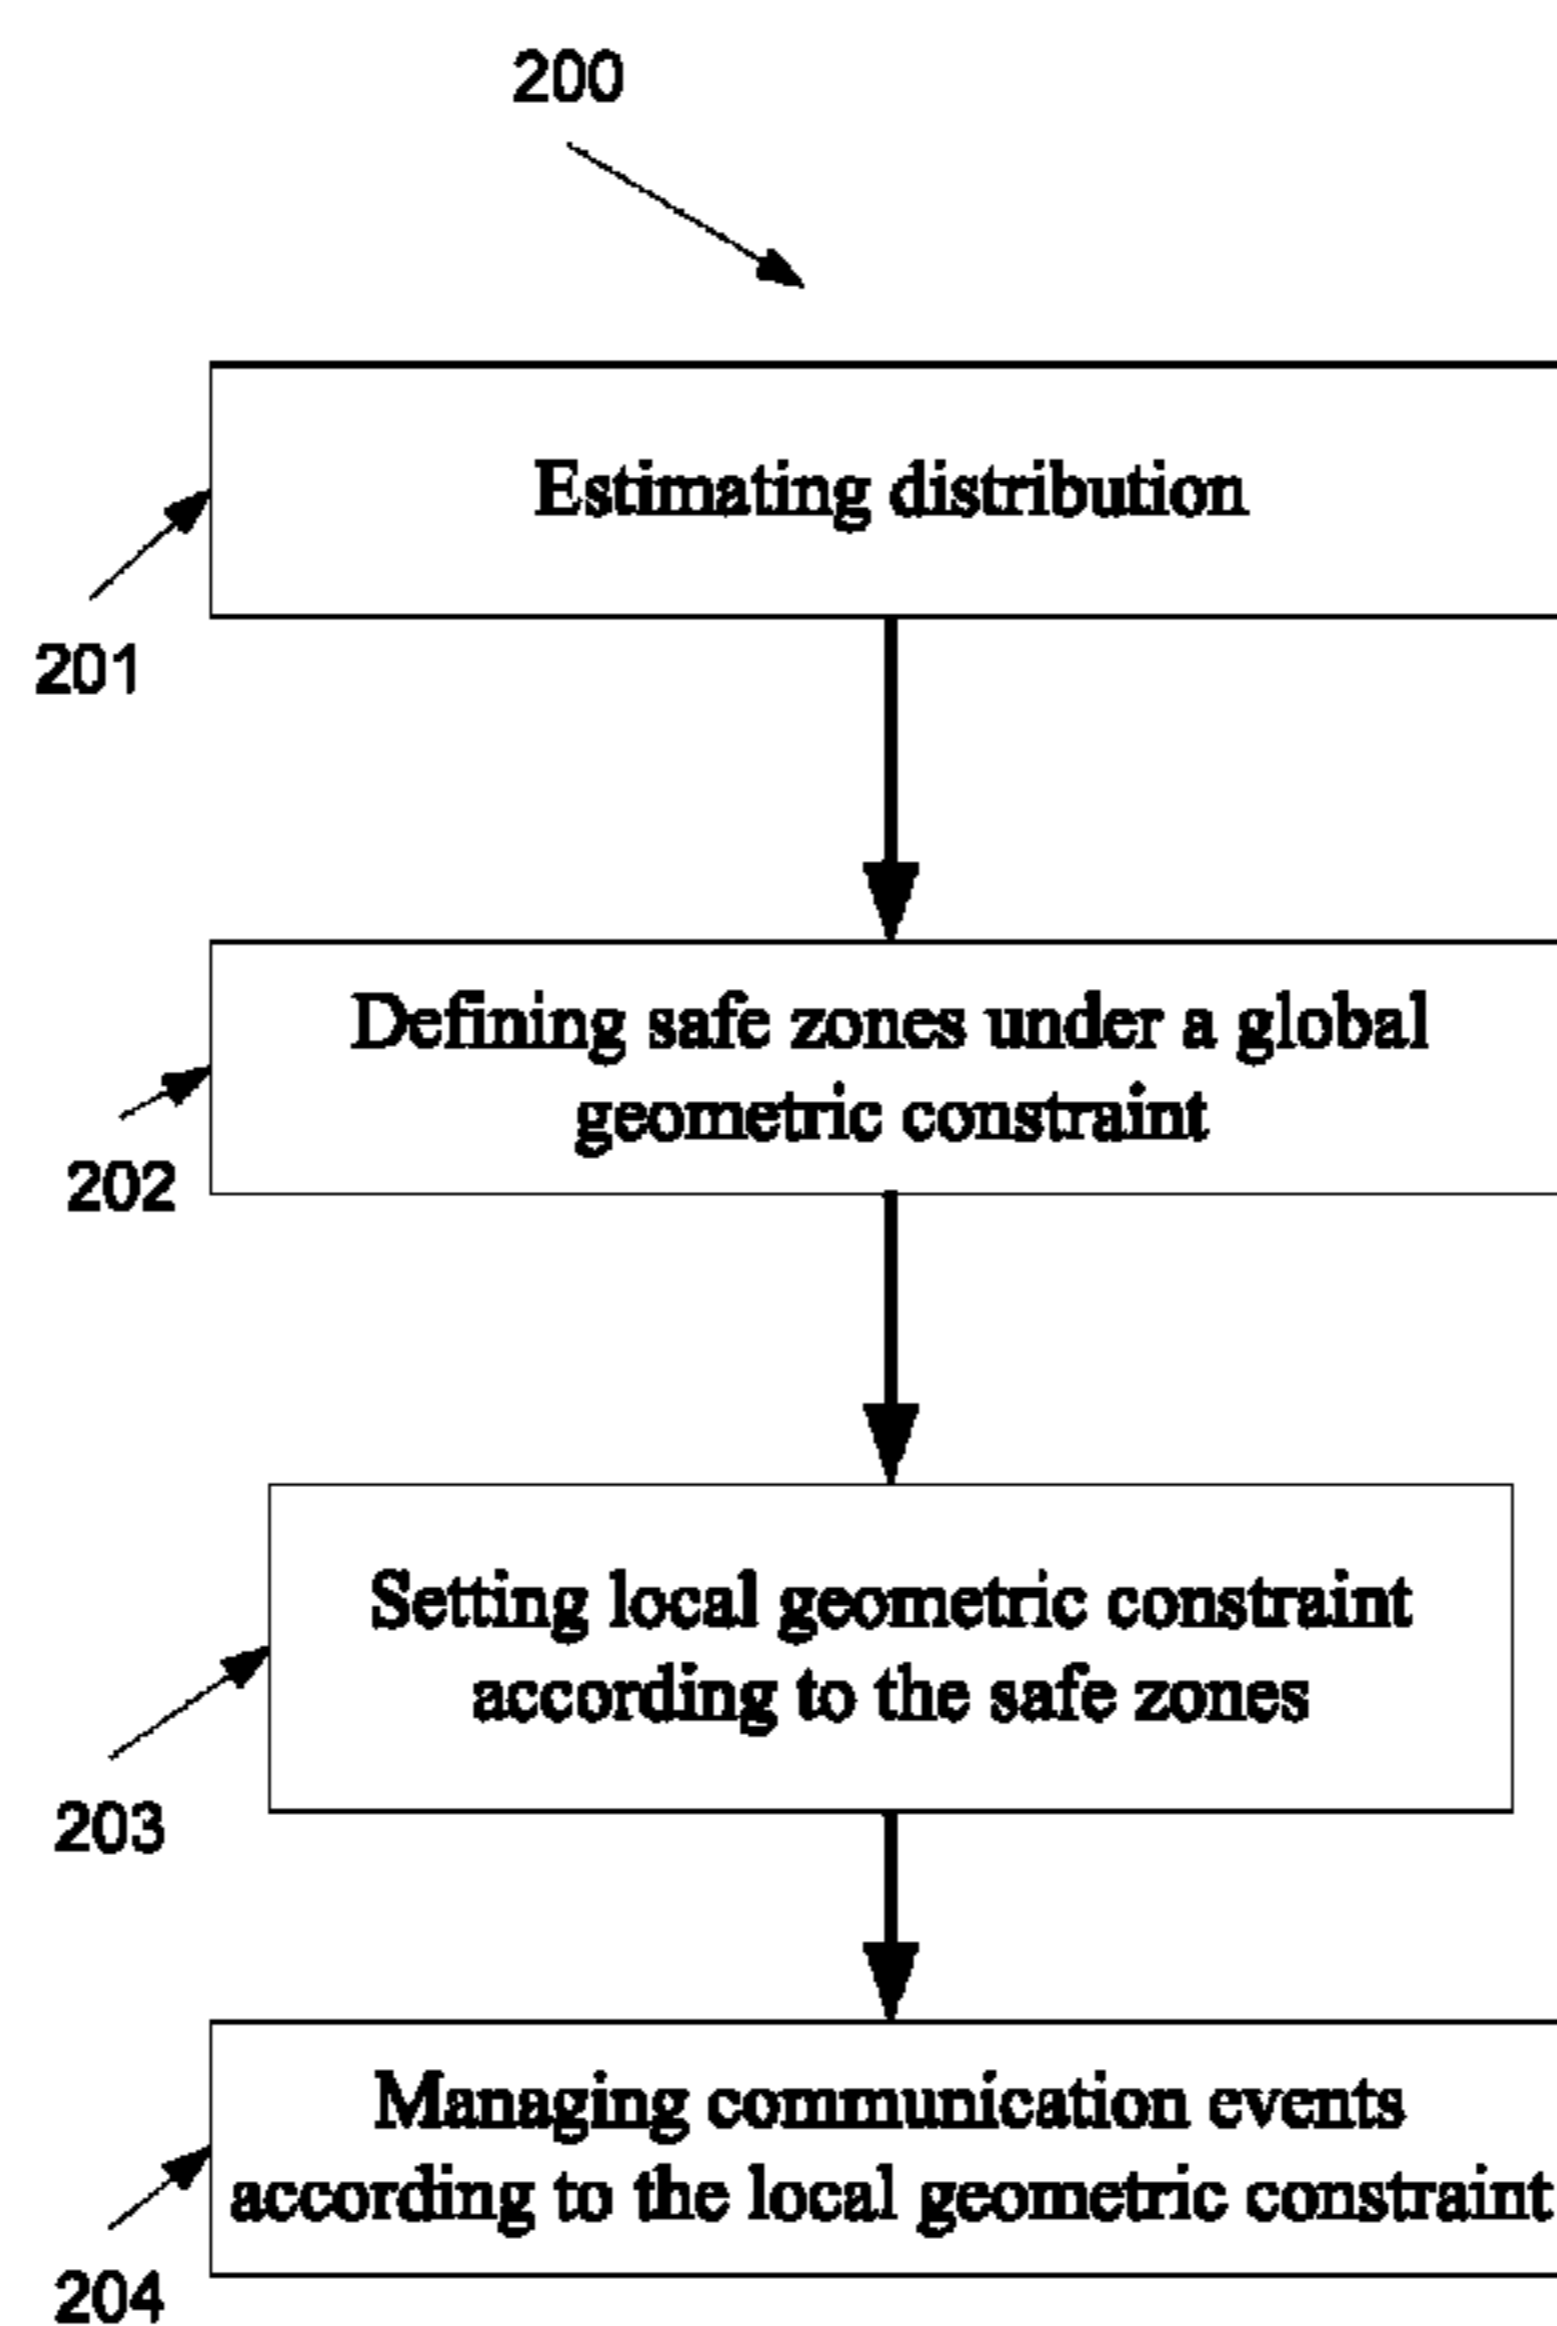 200
Estimating distribution
201
Defining safe zones under a global
geometric constraint
202
Setting local geometric constraint
according to the safe zones
203
Managing communication events
according to the local geometric constraint
204